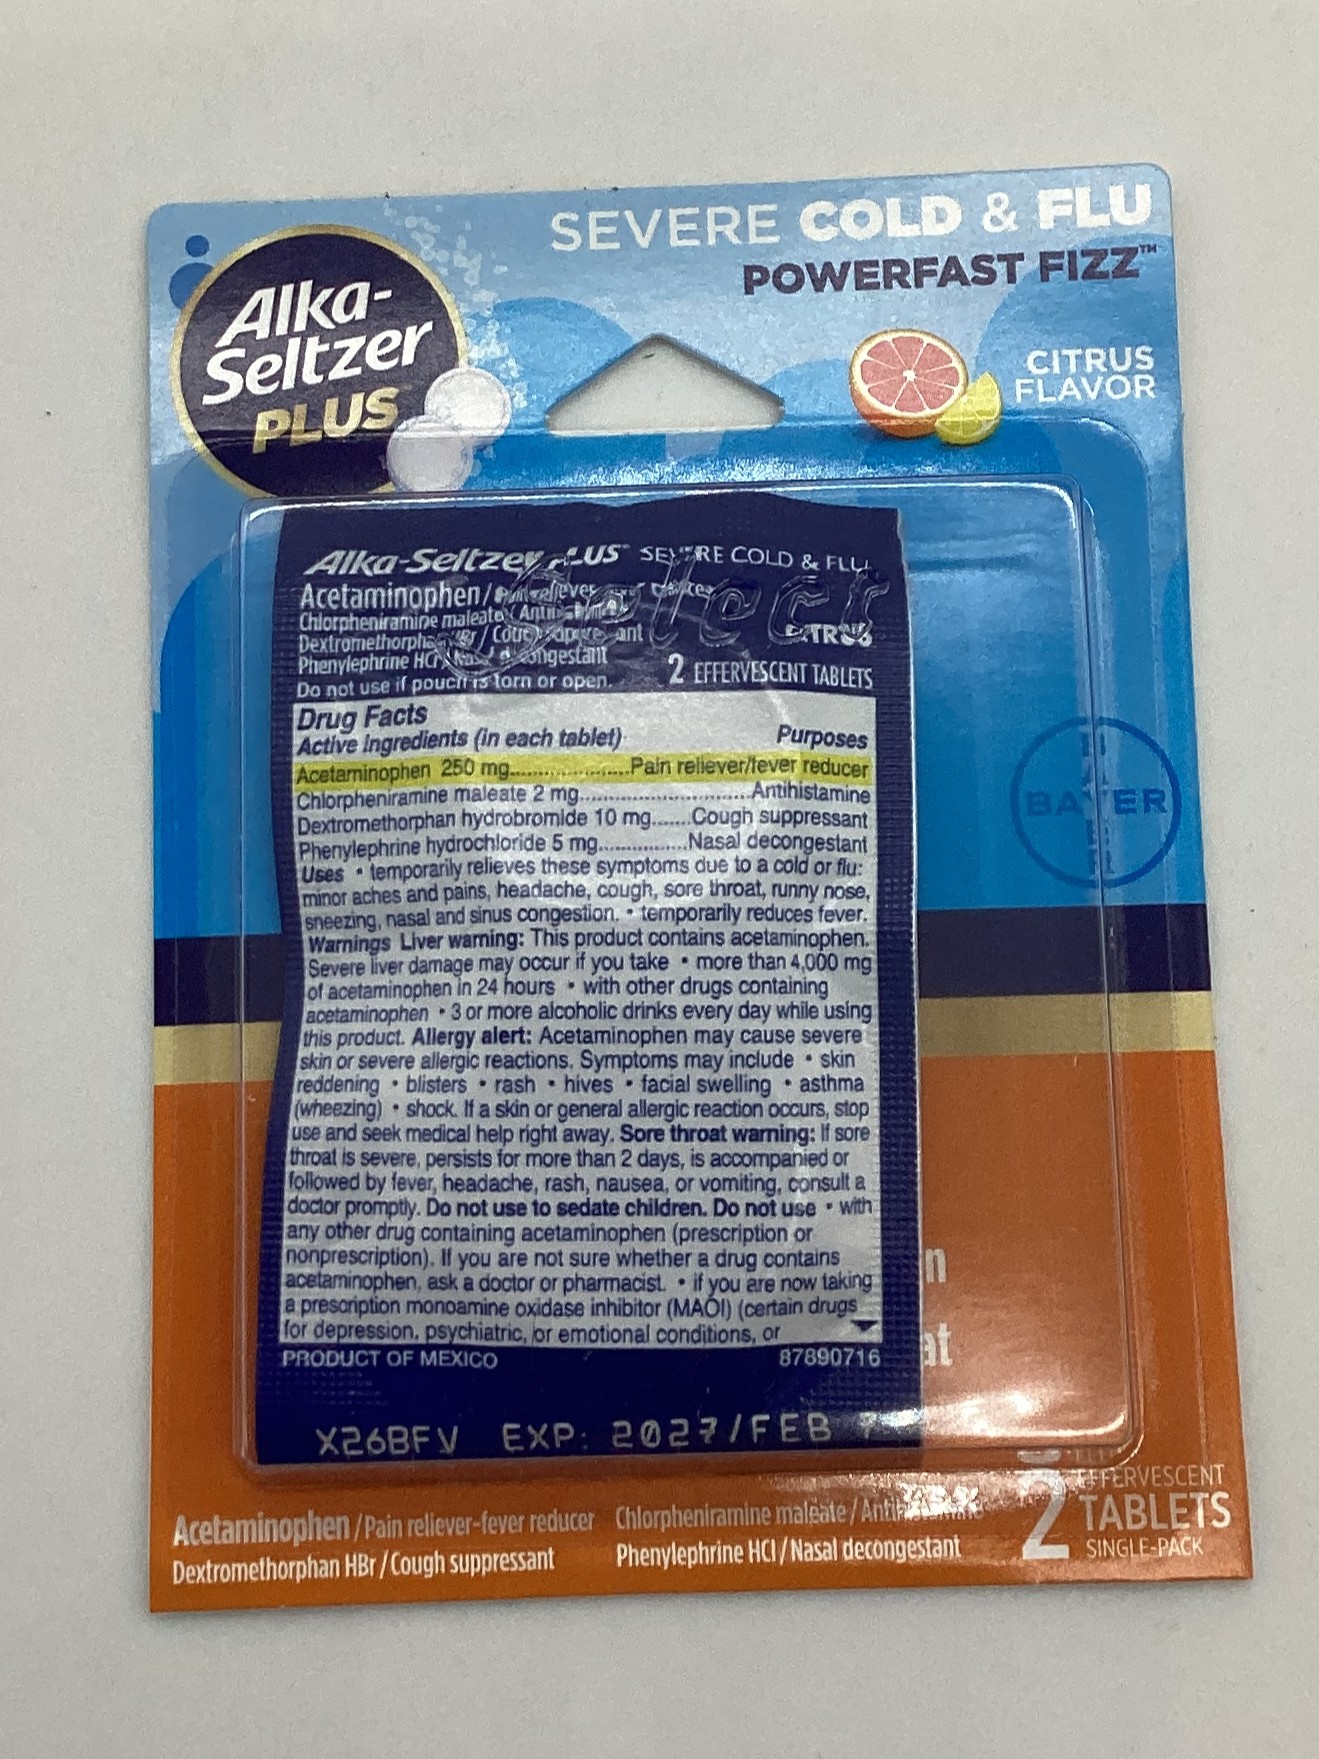 SEVERE COLD & FLU
POWERFAST FIZZ™
Alka-
Seltzer
PLUS
CITRUS
FLAVOR
Alka-Seltzer PLUS SEVERE COLD & FLU
Acetaminophen/
Chlorpheniramine maleate
Dextromethorphan
CITRUS
Phenylephrine HCl
Do not use if pouch is torn or open.
2 EFFERVESCENT TABLETS
Drug Facts
Active Ingredients (in each tablet) Purposes
Acetaminophen 250 mg......................Pain reliever/fever reducer
Chlorpheniramine maleate 2 mg.............................Antihistamine
Dextromethorphan hydrobromide 10 mg.......Cough suppressant
Phenylephrine hydrochloride 5 mg................Nasal decongestant
Uses • temporarily relieves these symptoms due to a cold or flu:
minor aches and pains, headache, cough, sore throat, runny nose,
sneezing, nasal and sinus congestion. • temporarily reduces fever.
Warnings Liver warning: This product contains acetaminophen.
Severe liver damage may occur if you take • more than 4,000 mg
of acetaminophen in 24 hours • with other drugs containing
acetaminophen • 3 or more alcoholic drinks every day while using
this product. Allergy alert: Acetaminophen may cause severe
skin or severe allergic reactions. Symptoms may include • skin
reddening • blisters • rash • hives • facial swelling • asthma
(wheezing) • shock. If a skin or general allergic reaction occurs, stop
use and seek medical help right away. Sore throat warning: If sore
throat is severe, persists for more than 2 days, is accompanied or
followed by fever, headache, rash, nausea, or vomiting, consult a
doctor promptly. Do not use to sedate children. Do not use • with
any other drug containing acetaminophen (prescription or
nonprescription). If you are not sure whether a drug contains
acetaminophen, ask a doctor or pharmacist. • if you are now taking
a prescription monoamine oxidase inhibitor (MAOI) (certain drugs
for depression, psychiatric, or emotional conditions, or
PRODUCT OF MEXICO 87890716
X26BFV EXP: 2027/FEB
Select
BAYER
BAYER
n
at
Acetaminophen / Pain reliever-fever reducer Chlorpheniramine maleate / Antihistamine
Dextromethorphan HBr / Cough suppressant Phenylephrine HCl / Nasal decongestant
2 EFFERVESCENT
TABLETS
SINGLE-PACK